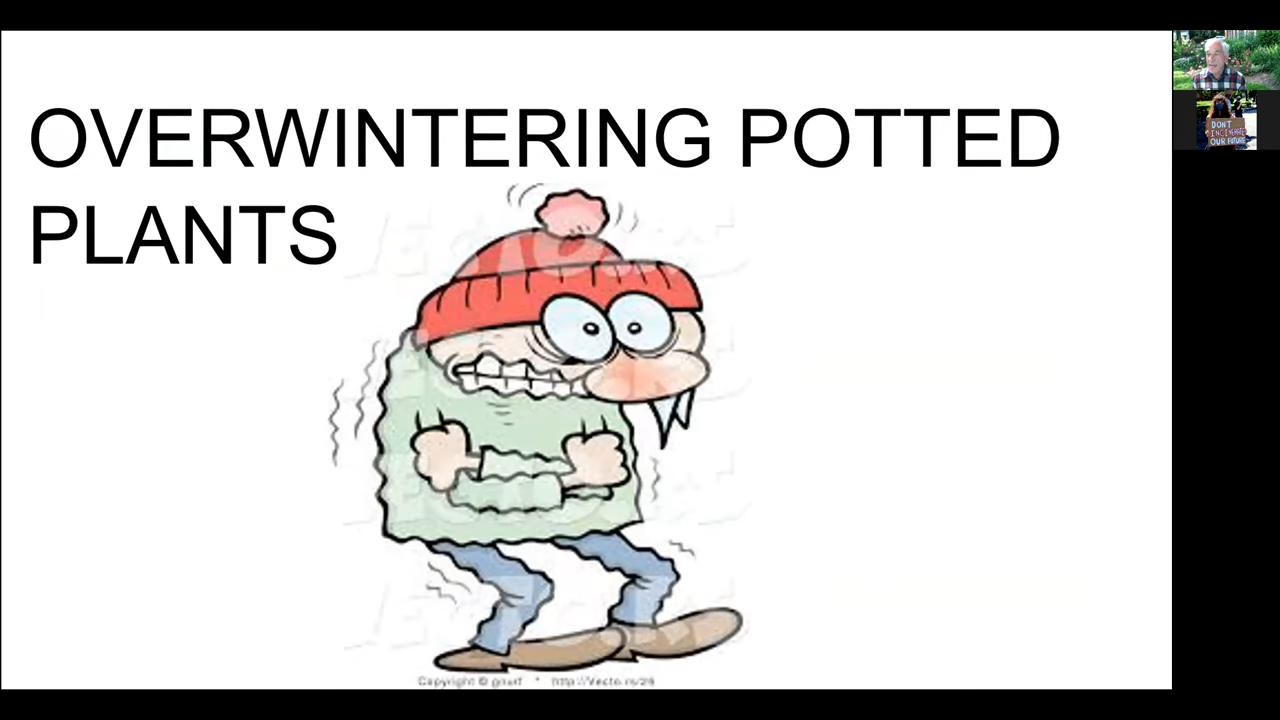 OVERWINTERING POTTED
PLANTS
DON'T
INCINERATE
OUR FUTURE
Copyright © gnurf * http://Vecto.rs/26